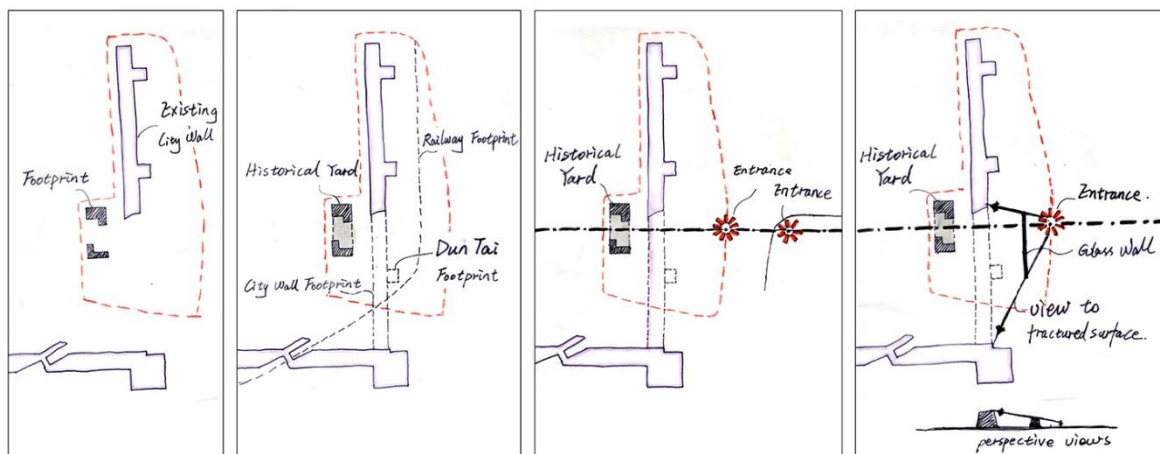 Existing
City Wall
Footprint
Railway Footprint
Historical Yard
Dun Tai
Footprint
City Wall Footprint
Historical
Yard
Entrance
Entrance
Historical
Yard
Entrance.
Glass Wall
View to
fractured surface.
perspective views